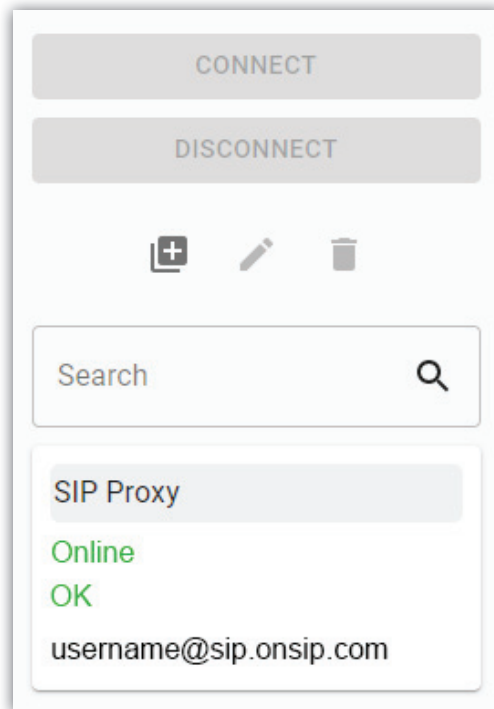 CONNECT
DISCONNECT
Search
SIP Proxy
Online
OK
username@sip.onsip.com